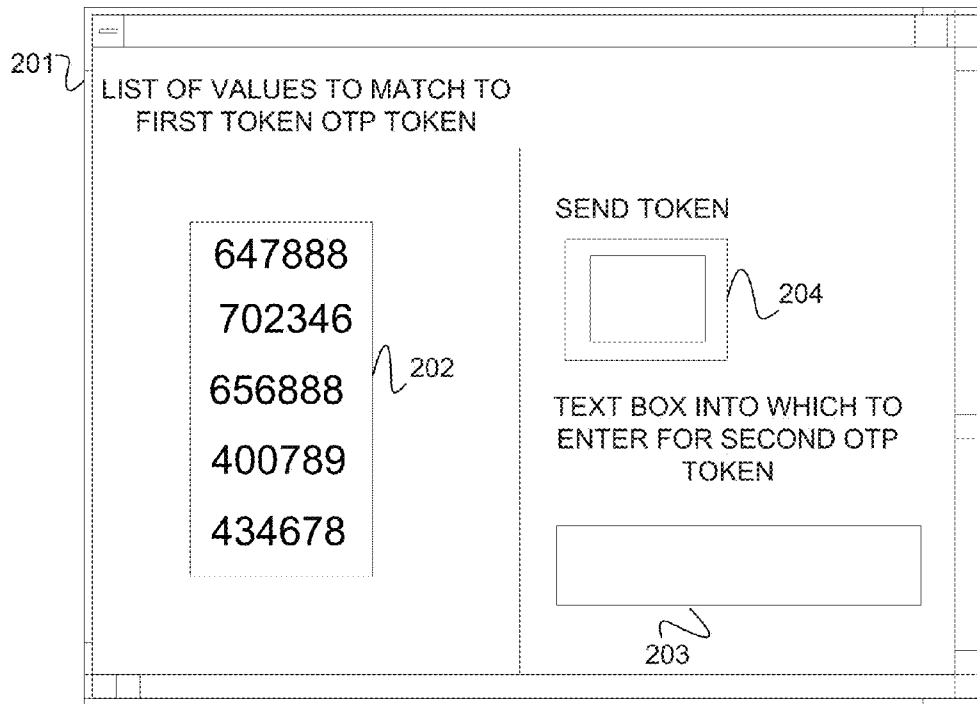 201
LIST OF VALUES TO MATCH TO
FIRST TOKEN OTP TOKEN
647888
702346
656888
400789
434678
202
SEND TOKEN
204
TEXT BOX INTO WHICH TO
ENTER FOR SECOND OTP
TOKEN
203